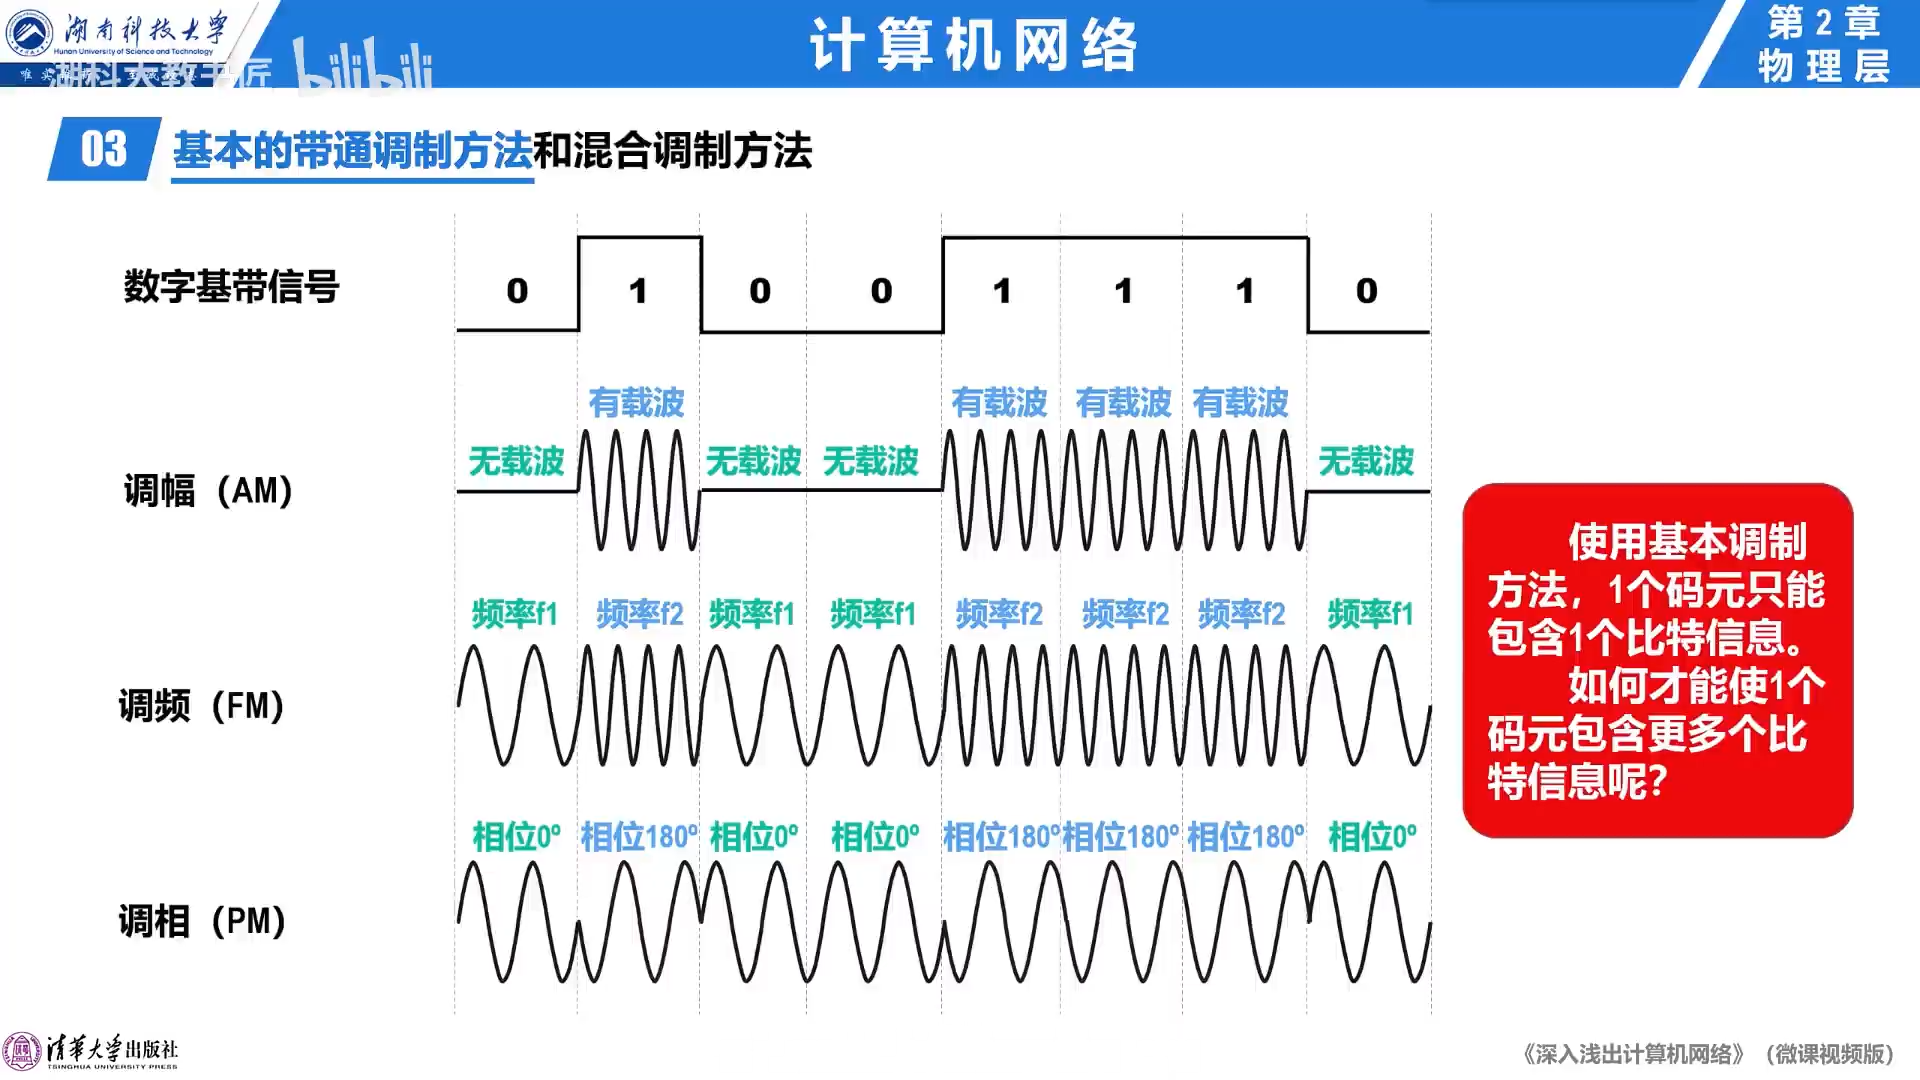 湖南科技大学
Hunan University of Science and Technology
湖科大教书匠
bilibili
计算机网络
第 2 章
物理层
03
基本的带通调制方法和混合调制方法
数字基带信号
0 1 0 0 1 1 1 0
有载波 有载波 有载波 有载波
无载波 无载波 无载波 无载波
调幅（AM）
频率f1 频率f2 频率f1 频率f1 频率f2 频率f2 频率f2 频率f1
调频（FM）
相位0° 相位180° 相位0° 相位0° 相位180° 相位180° 相位180° 相位0°
调相（PM）
使用基本调制
方法，1个码元只能
包含1个比特信息。
如何才能使1个
码元包含更多个比
特信息呢？
清华大学出版社
TSINGHUA UNIVERSITY PRESS
《深入浅出计算机网络》（微课视频版）